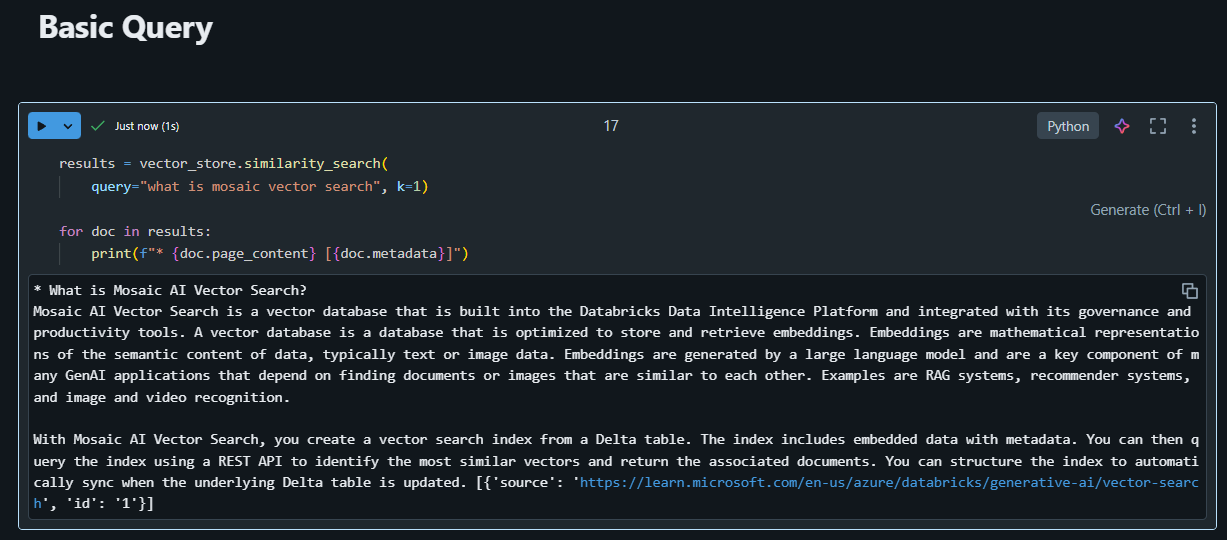 Basic Query
Just now (1s)
17
Python
results = vector_store.similarity_search(
query="what is mosaic vector search", k=1)
Generate (Ctrl + I)
for doc in results:
print(f"* {doc.page_content} [{doc.metadata}]")
* What is Mosaic AI Vector Search?
Mosaic AI Vector Search is a vector database that is built into the Databricks Data Intelligence Platform and integrated with its governance and
productivity tools. A vector database is a database that is optimized to store and retrieve embeddings. Embeddings are mathematical representatio
ns of the semantic content of data, typically text or image data. Embeddings are generated by a large language model and are a key component of m
any GenAI applications that depend on finding documents or images that are similar to each other. Examples are RAG systems, recommender systems,
and image and video recognition.
With Mosaic AI Vector Search, you create a vector search index from a Delta table. The index includes embedded data with metadata. You can then q
uery the index using a REST API to identify the most similar vectors and return the associated documents. You can structure the index to automati
cally sync when the underlying Delta table is updated. [{'source': 'https://learn.microsoft.com/en-us/azure/databricks/generative-ai/vector-searc
h', 'id': '1'}]